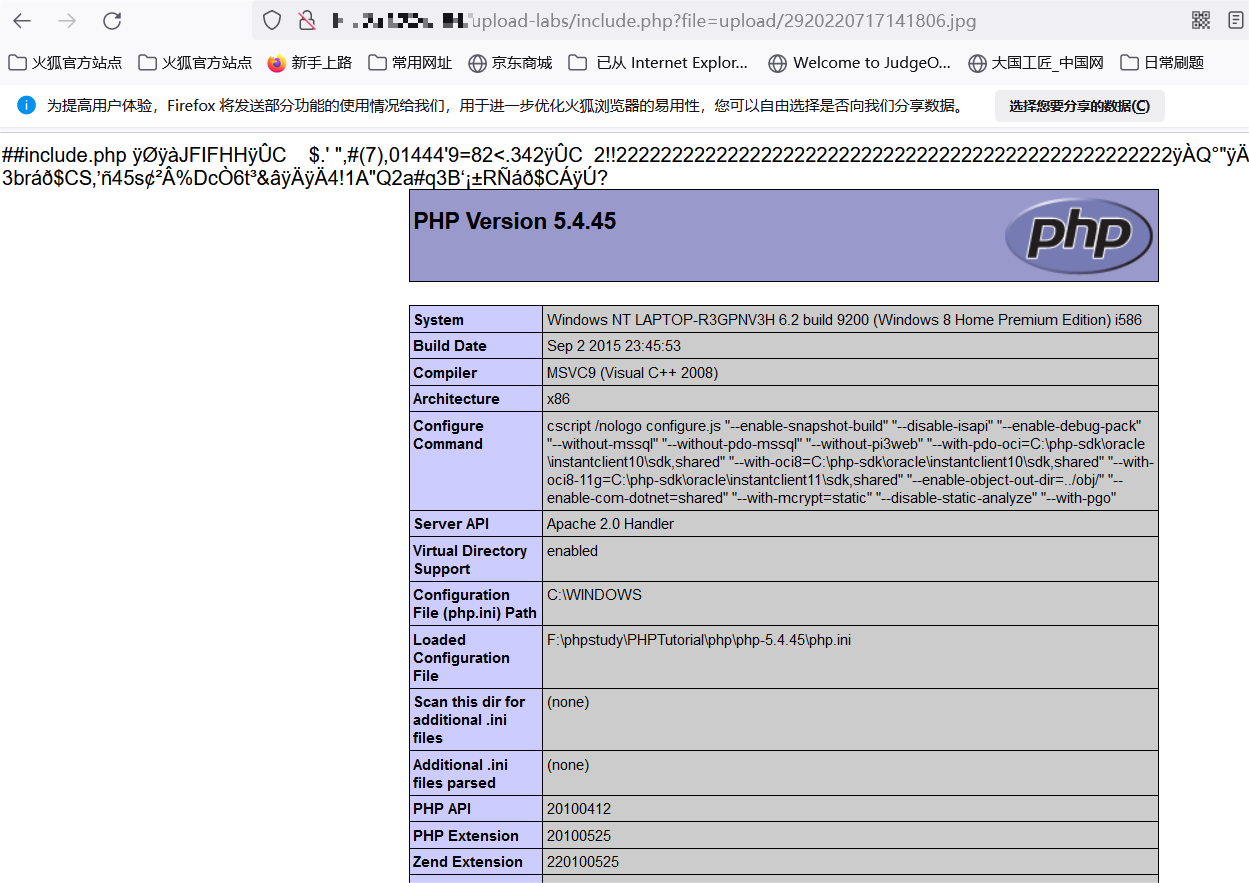 upload-labs/include.php?file=upload/2920220717141806.jpg
火狐官方站点 火狐官方站点 新手上路 常用网址 京东商城 已从 Internet Explor... Welcome to JudgeO... 大国工匠_中国网 日常刷题
为提高用户体验，Firefox 将发送部分功能的使用情况给我们，用于进一步优化火狐浏览器的易用性，您可以自由选择是否向我们分享数据。 选择您要分享的数据(C)
##include.php ÿØÿàJFIFHHÿÛC $.' ",#(7),01444'9=82<.342ÿÛC
3bráð$CS‚’ñ45s¢²Â%DcÒ6t³&âÿÄÿÄ4!1A"Q2a#q3B‘¡±RÑáð$CÁÿÚ?
PHP Version 5.4.45
php
System Windows NT LAPTOP-R3GPNV3H 6.2 build 9200 (Windows 8 Home Premium Edition) i586
Build Date Sep 2 2015 23:45:53
Compiler MSVC9 (Visual C++ 2008)
Architecture x86
Configure Command cscript /nologo configure.js "--enable-snapshot-build" "--disable-isapi" "--enable-debug-pack"
"--without-mssql" "--without-pdo-mssql" "--without-pi3web" "--with-pdo-oci=C:\php-sdk\oracle
\instantclient10\sdk,shared" "--with-oci8=C:\php-sdk\oracle\instantclient10\sdk,shared" "--with-
oci8-11g=C:\php-sdk\oracle\instantclient11\sdk,shared" "--enable-object-out-dir=../obj/" "--
enable-com-dotnet=shared" "--with-mcrypt=static" "--disable-static-analyze" "--with-pgo"
Server API Apache 2.0 Handler
Virtual Directory Support enabled
Configuration File (php.ini) Path C:\WINDOWS
Loaded Configuration File F:\phpstudy\PHPTutorial\php\php-5.4.45\php.ini
Scan this dir for additional .ini files (none)
Additional .ini files parsed (none)
PHP API 20100412
PHP Extension 20100525
Zend Extension 220100525